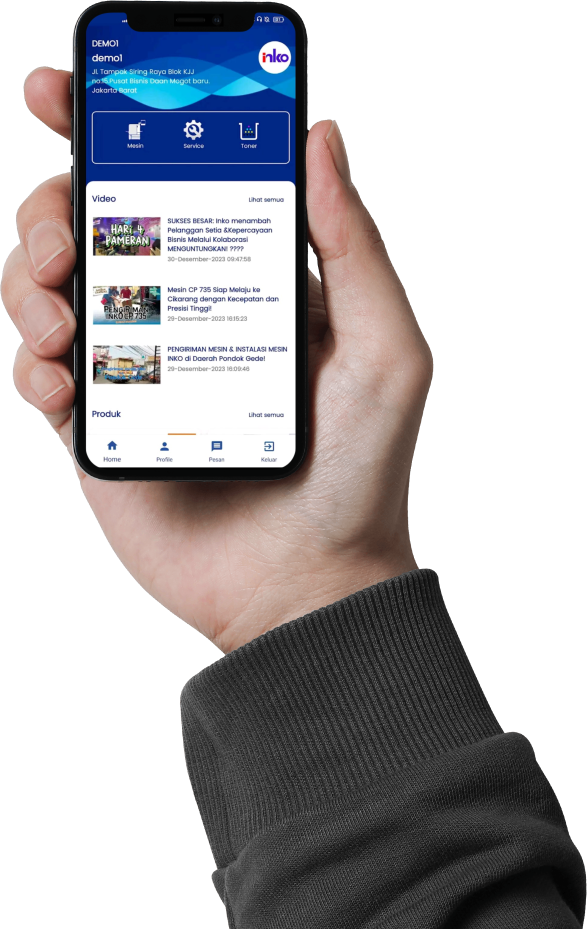 DEMO1
demo1
inko
Jl. Tampak Siring Raya Blok KJJ
no.15 Pusat Bisnis Daan Mogot baru.
Jakarta Barat
Mesin
Service
Toner
Video
Lihat semua
HARI 4
PAMERAN
SUKSES BESAR: Inko menambah
Pelanggan Setia &Kepercayaan
Bisnis Melalui Kolaborasi
MENGUNTUNGKAN! ????
30-Desember-2023 09:47:58
PENGIRIMAN
INKO CP 735
Mesin CP 735 Siap Melaju ke
Cikarang dengan Kecepatan dan
Presisi Tinggi!
29-Desember-2023 16:15:23
PENGIRIMAN MESIN & INSTALASI MESIN
INKO di Daerah Pondok Gede!
29-Desember-2023 16:09:46
Produk
Lihat semua
Home
Profile
Pesan
Keluar